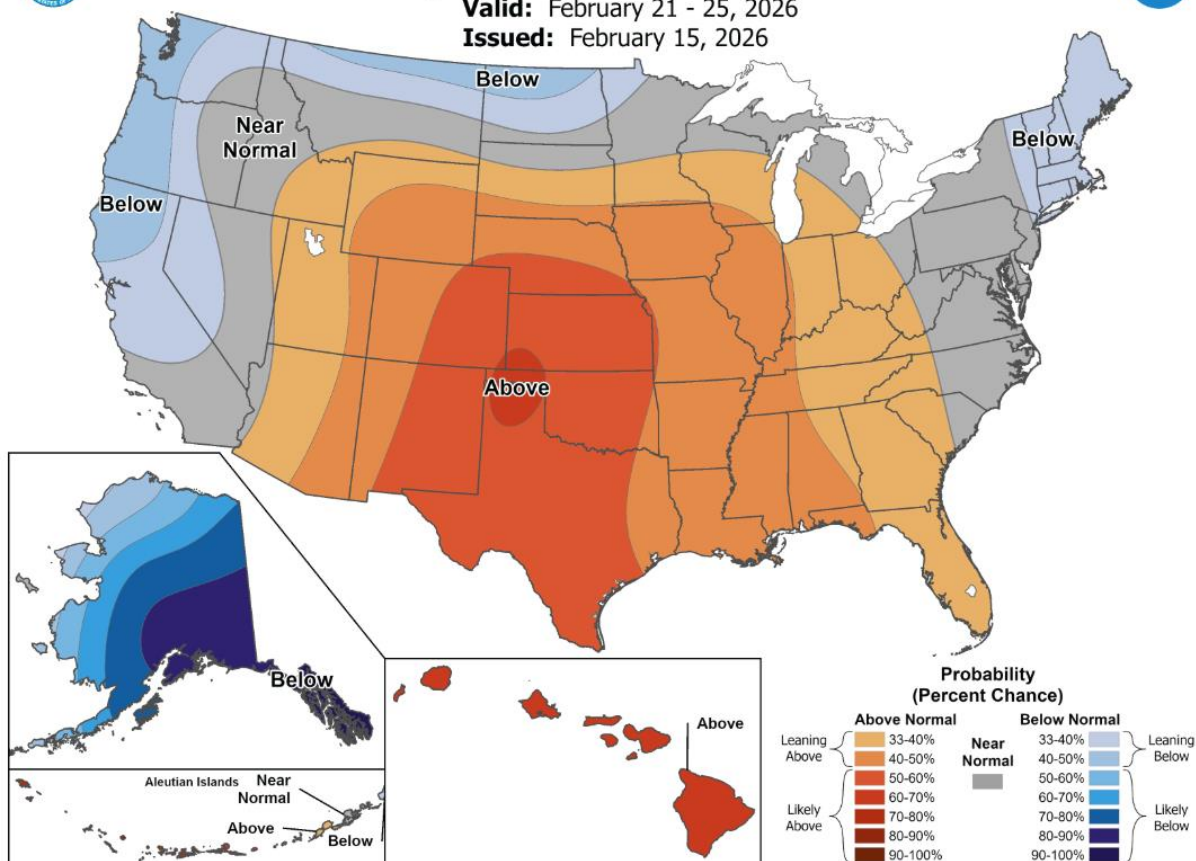 Valid: February 21 - 25, 2026
Issued: February 15, 2026
Below
Near
Normal
Below
Below
Above
Below
Above
Aleutian Islands
Near
Normal
Above
Below
Probability
(Percent Chance)
Above Normal
Below Normal
Leaning
Above
33-40%
40-50%
Near
Normal
33-40%
40-50%
Leaning
Below
Likely
Above
50-60%
60-70%
70-80%
80-90%
90-100%
50-60%
60-70%
70-80%
80-90%
90-100%
Likely
Below